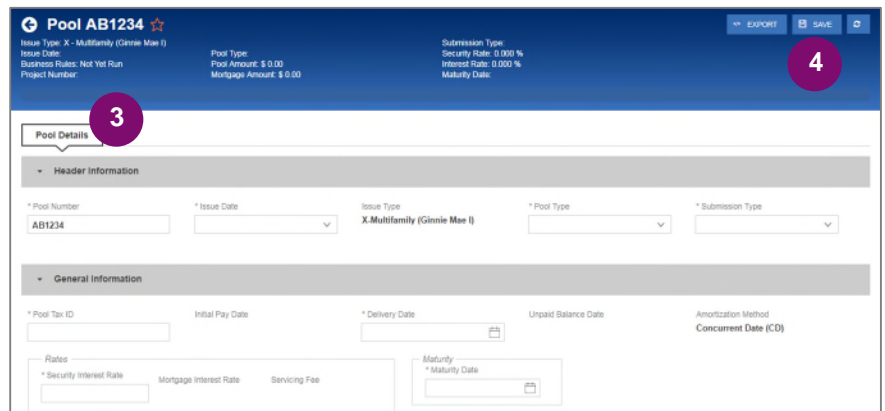 Pool AB1234
EXPORT
SAVE
Issue Type: X - Multifamily (Ginnie Mae I)
Issue Date:
Business Rules: Not Yet Run
Project Number:
Pool Type:
Pool Amount: $ 0.00
Mortgage Amount: $ 0.00
Submission Type:
Security Rate: 0.000 %
Interest Rate: 0.000 %
Maturity Date:
4
3
Pool Details
Header Information
* Pool Number
* Issue Date
Issue Type
* Pool Type
* Submission Type
AB1234
X-Multifamily (Ginnie Mae I)
General Information
* Pool Tax ID
Initial Pay Date
* Delivery Date
Unpaid Balance Date
Amortization Method
Concurrent Date (CD)
Rates
* Security Interest Rate
Mortgage Interest Rate
Servicing Fee
Maturity
* Maturity Date